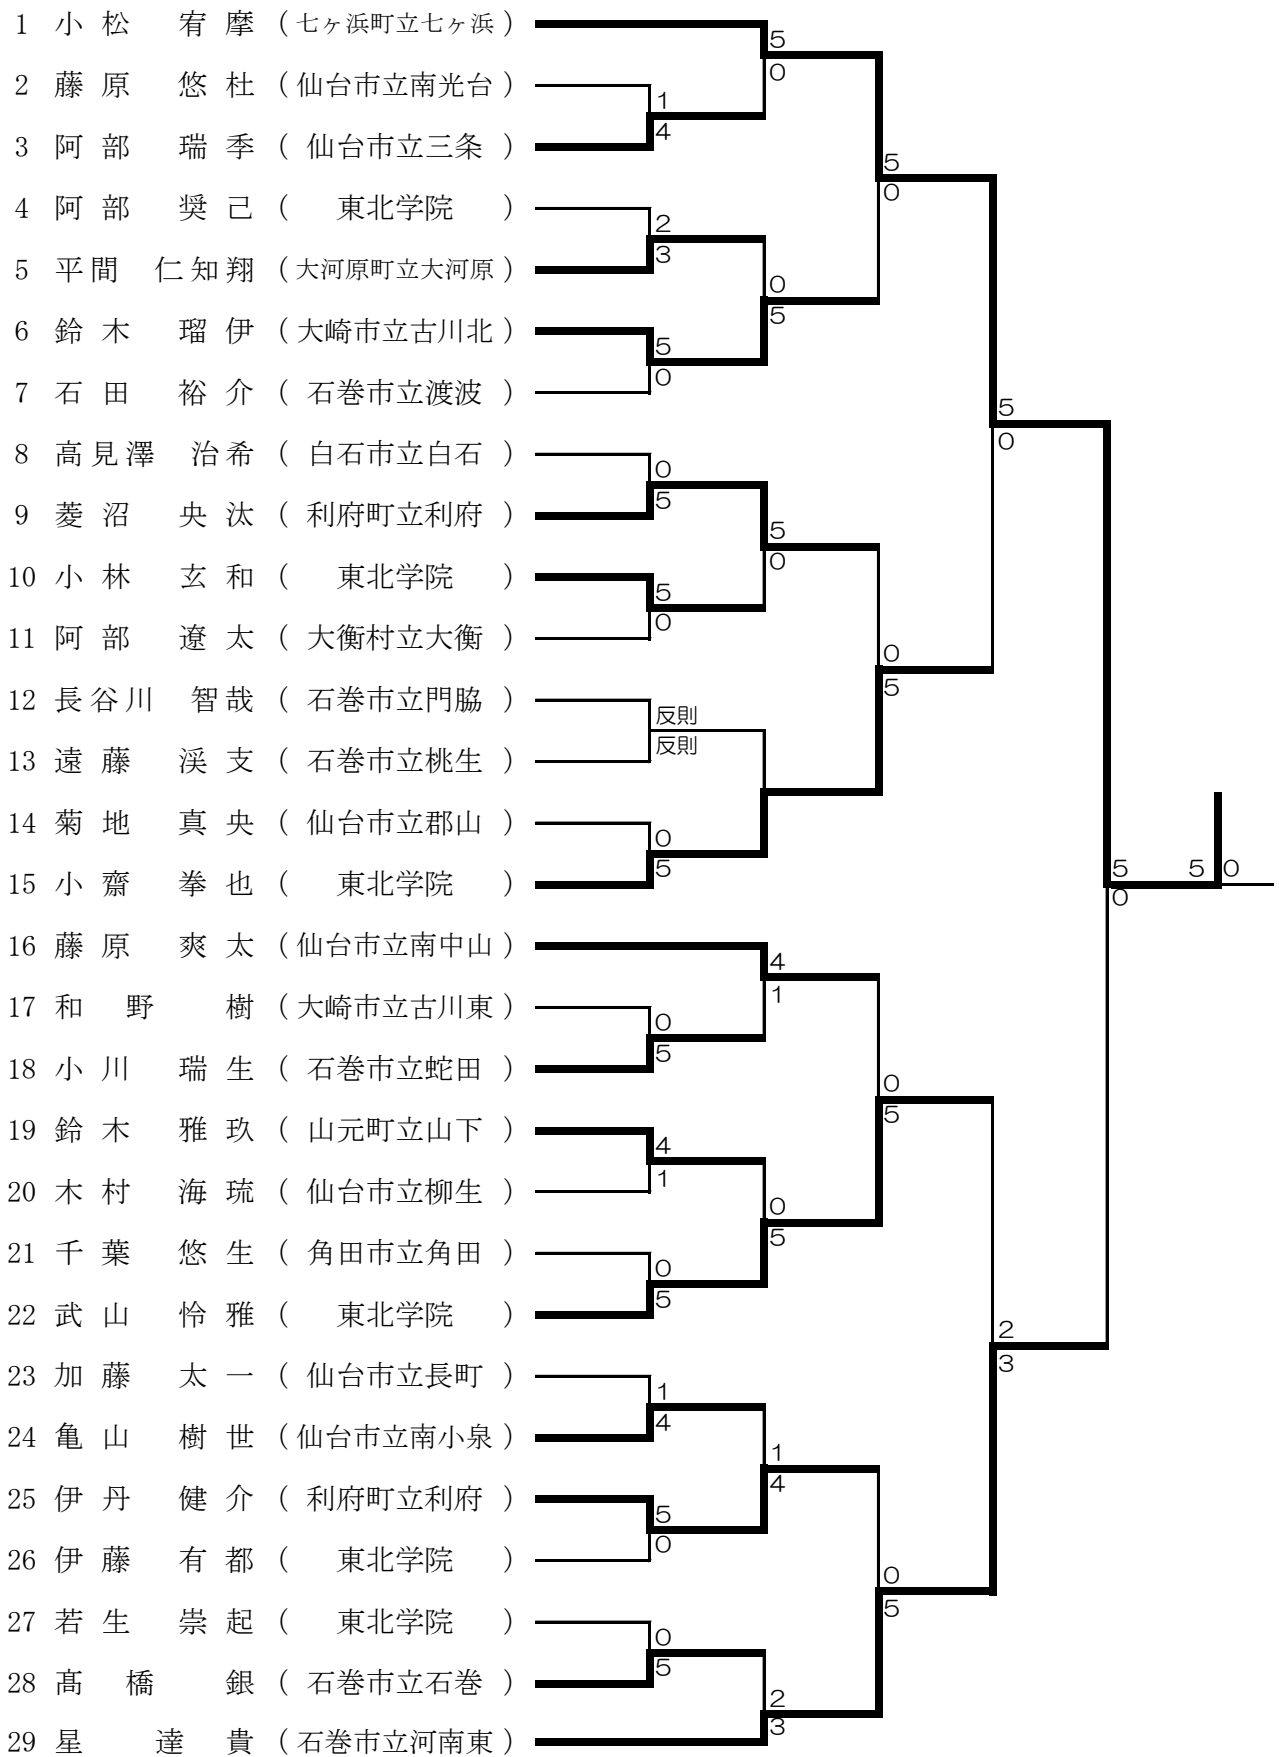 1 小松 宥摩 (七ヶ浜町立七ヶ浜)
5
0
2 藤原 悠杜 (仙台市立南光台)
1
4
3 阿部 瑞季 (仙台市立三条)
5
0
4 阿部 奨己 (東北学院)
2
3
5 平間 仁知翔 (大河原町立大河原)
0
5
6 鈴木 瑠伊 (大崎市立古川北)
5
0
7 石田 裕介 (石巻市立渡波)
5
0
8 高見澤 治希 (白石市立白石)
0
5
9 菱沼 央汰 (利府町立利府)
5
0
10 小林 玄和 (東北学院)
5
0
11 阿部 遼太 (大衡村立大衡)
0
5
12 長谷川 智哉 (石巻市立門脇)
反則
反則
13 遠藤 渓支 (石巻市立桃生)
14 菊地 真央 (仙台市立郡山)
0
5
15 小齋 拳也 (東北学院)
5
0
5 0
16 藤原 爽太 (仙台市立南中山)
4
1
17 和野 樹 (大崎市立古川東)
0
5
18 小川 瑞生 (石巻市立蛇田)
0
5
19 鈴木 雅玖 (山元町立山下)
4
1
20 木村 海琉 (仙台市立柳生)
0
5
21 千葉 悠生 (角田市立角田)
0
5
22 武山 怜雅 (東北学院)
2
3
23 加藤 太一 (仙台市立長町)
1
4
24 亀山 樹世 (仙台市立南小泉)
1
4
25 伊丹 健介 (利府町立利府)
5
0
26 伊藤 有都 (東北学院)
0
5
27 若生 崇起 (東北学院)
0
5
28 髙橋 銀 (石巻市立石巻)
2
3
29 星 達貴 (石巻市立河南東)